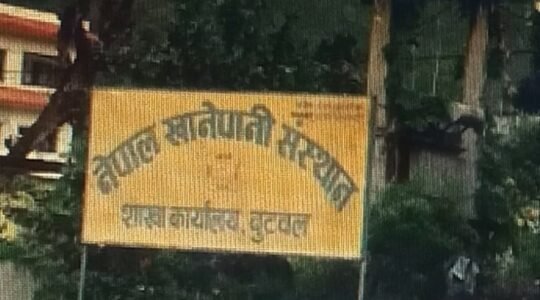 नेपाल खानेपानी संस्थान
शाखा कार्यालय, बुटवल